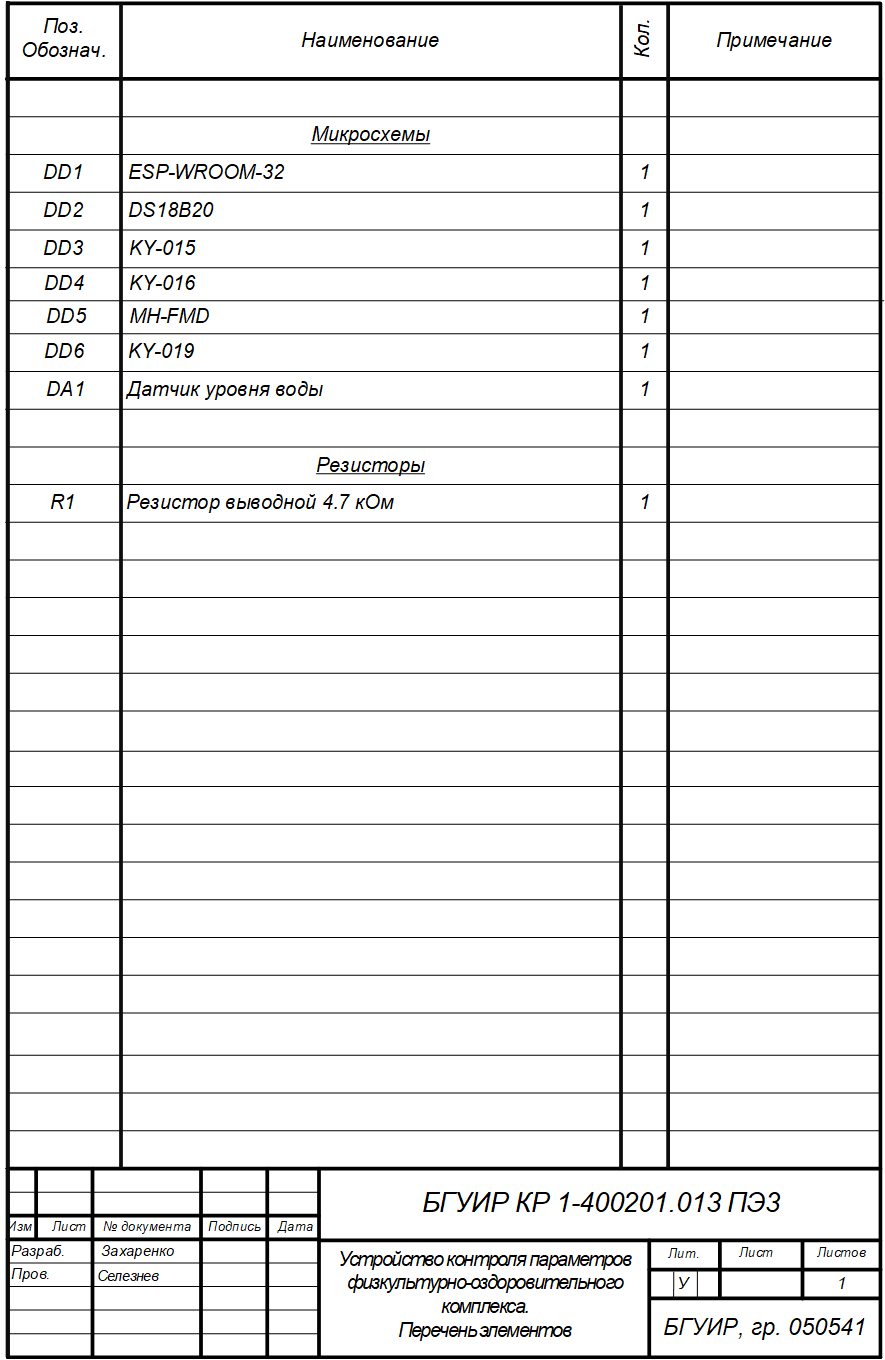 Поз. Обознач.
Наименование
Кол.
Примечание
Микросхемы
DD1 ESP-WROOM-32 1
DD2 DS18B20 1
DD3 KY-015 1
DD4 KY-016 1
DD5 MH-FMD 1
DD6 KY-019 1
DA1 Датчик уровня воды 1
Резисторы
R1 Резистор выводной 4.7 кОм 1
БГУИР КР 1-400201.013 ПЭ3
Изм Лист № документа Подпись Дата
Разраб. Захаренко
Пров. Селезнев
Устройство контроля параметров
физкультурно-оздоровительного
комплекса.
Перечень элементов
Лит. Лист Листов
У 1
БГУИР, гр. 050541